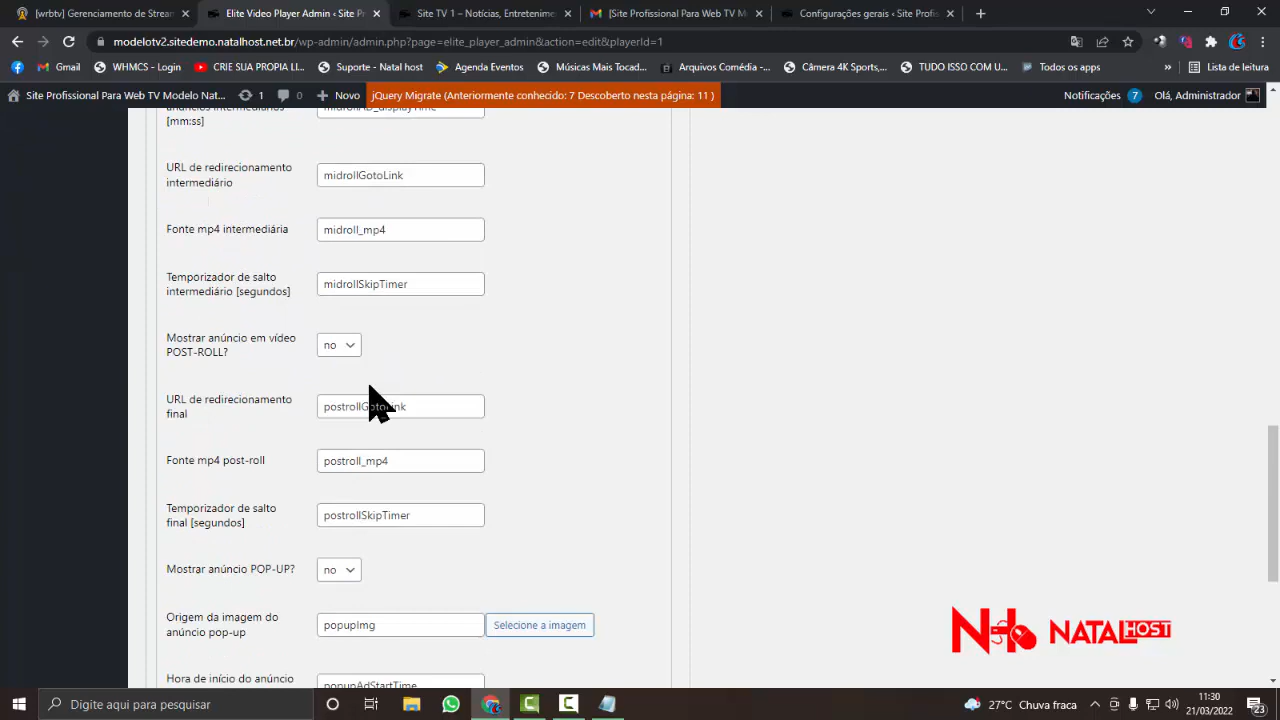 (wrbtv) Gerenciamento de Stream
Elite Video Player Admin ‹ Site P
Site TV 1 – Notícias, Entretenime
[Site Profissional Para Web TV M
Configurações gerais ‹ Site Profis
modelotv2.sitedemo.natalhost.net.br/wp-admin/admin.php?page=elite_player_admin&action=edit&playerId=1
Gmail
WHMCS - Login
CRIE SUA PROPIA LI...
Suporte - Natal host
Agenda Eventos
Músicas Mais Tocad...
Arquivos Comédia -...
Câmera 4K Sports,...
TUDO ISSO COM U...
Todos os apps
»
Lista de leitura
Site Profissional Para Web TV Modelo Nat...
1
0
Novo
jQuery Migrate (Anteriormente conhecido: 7 Descoberto nesta página: 11 )
Notificações 7
Olá, Administrador
anúncios intermediários
[mm:ss]
midrollAD_displayTime
URL de redirecionamento
intermediário
midrollGotoLink
Fonte mp4 intermediária
midroll_mp4
Temporizador de salto
intermediário [segundos]
midrollSkipTimer
Mostrar anúncio em vídeo
POST-ROLL?
no
URL de redirecionamento
final
postrollGotoLink
Fonte mp4 post-roll
postroll_mp4
Temporizador de salto
final [segundos]
postrollSkipTimer
Mostrar anúncio POP-UP?
no
Origem da imagem do
anúncio pop-up
popupImg
Selecione a imagem
Hora de início do anúncio
popupAdStartTime
NH NATALHOST
Digite aqui para pesquisar
27°C Chuva fraca
11:30
21/03/2022
23